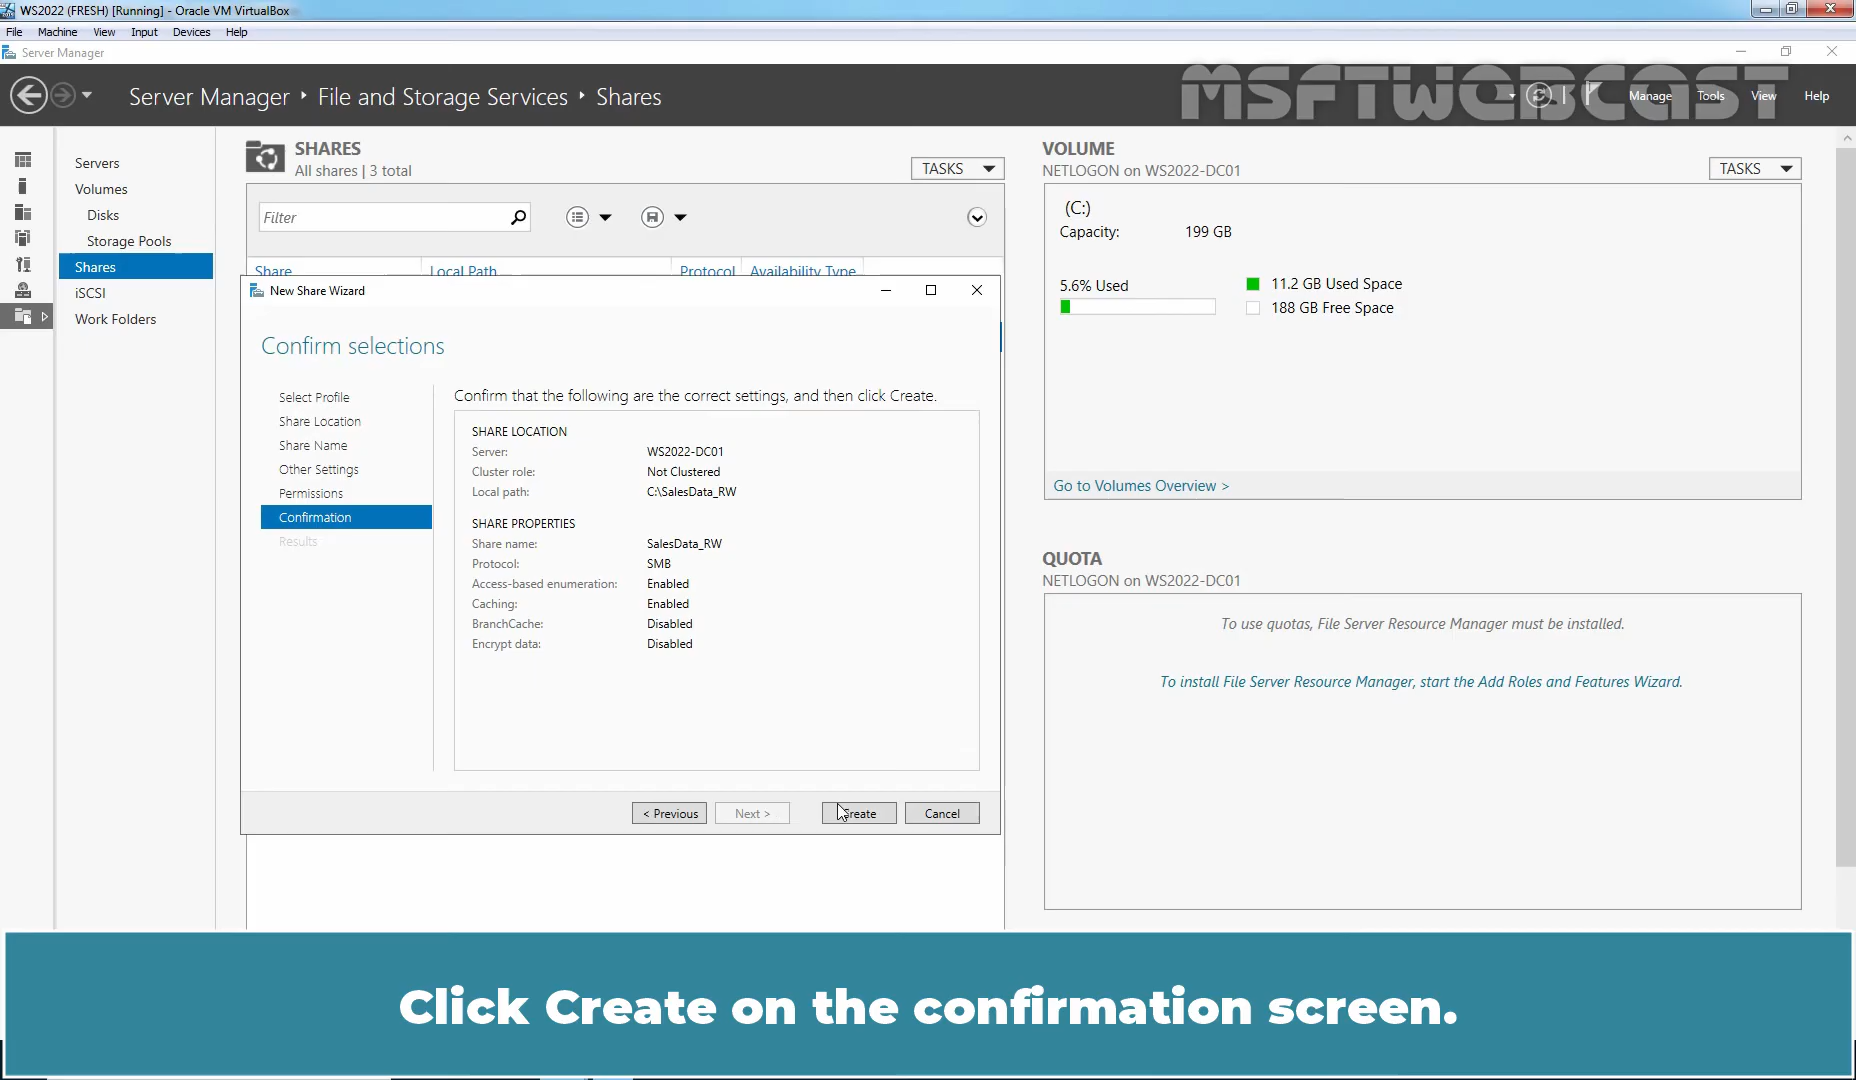 WS2022 (FRESH) [Running] - Oracle VM VirtualBox
File Machine View Input Devices Help
Server Manager
Server Manager ‣ File and Storage Services ‣ Shares
MSFTWEBCAST
Manage Tools View Help
Servers
Volumes
Disks
Storage Pools
Shares
iSCSI
Work Folders
SHARES
All shares | 3 total
TASKS
Filter
Share Local Path Protocol Availability Type
New Share Wizard
Confirm selections
Select Profile
Share Location
Share Name
Other Settings
Permissions
Confirmation
Results
Confirm that the following are the correct settings, and then click Create.
SHARE LOCATION
Server: WS2022-DC01
Cluster role: Not Clustered
Local path: C:\SalesData_RW
SHARE PROPERTIES
Share name: SalesData_RW
Protocol: SMB
Access-based enumeration: Enabled
Caching: Enabled
BranchCache: Disabled
Encrypt data: Disabled
< Previous Next > Create Cancel
VOLUME
NETLOGON on WS2022-DC01
TASKS
(C:)
Capacity: 199 GB
5.6% Used
11.2 GB Used Space
188 GB Free Space
Go to Volumes Overview >
QUOTA
NETLOGON on WS2022-DC01
To use quotas, File Server Resource Manager must be installed.
To install File Server Resource Manager, start the Add Roles and Features Wizard.
Click Create on the confirmation screen.